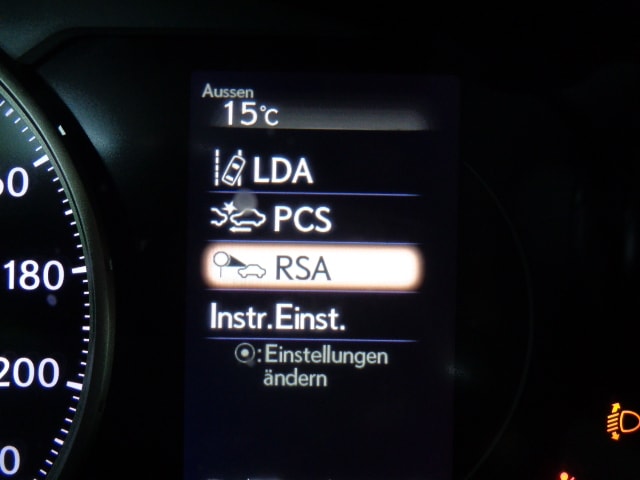 Aussen
15°C
LDA
PCS
RSA
Instr.Einst.
:Einstellungen
ändern
180
200